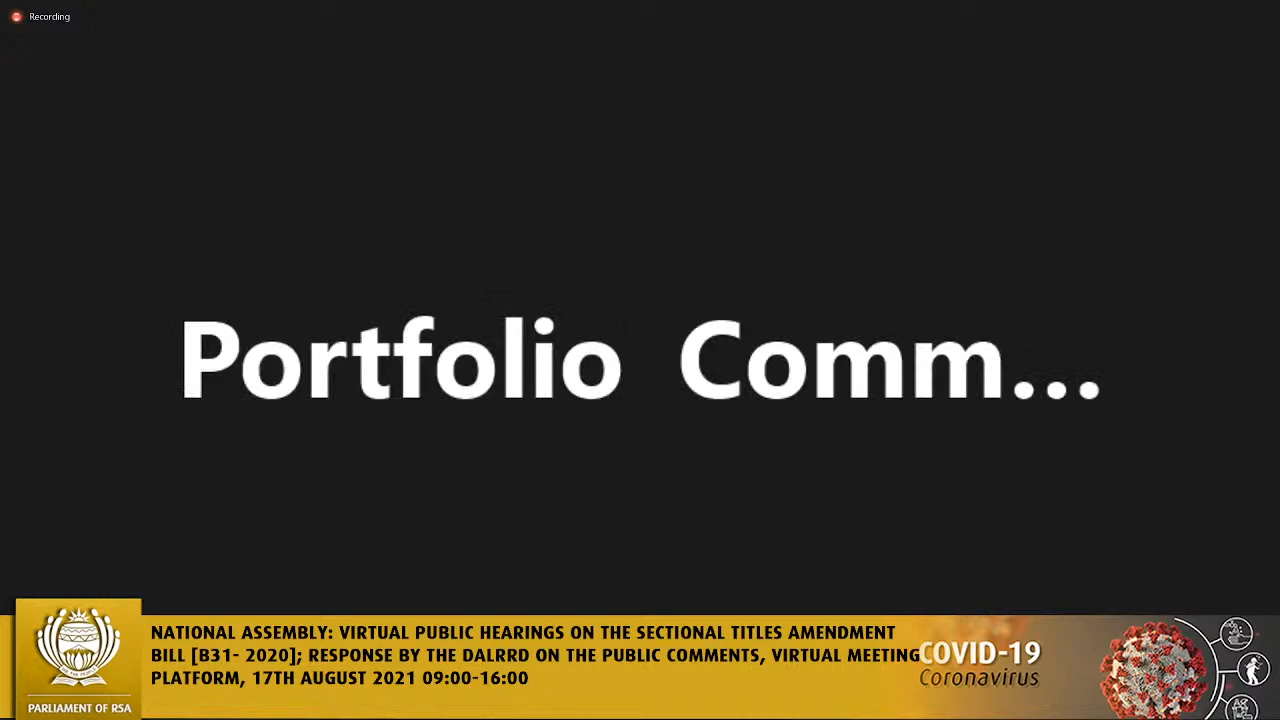 Recording
Portfolio Comm...
NATIONAL ASSEMBLY: VIRTUAL PUBLIC HEARINGS ON THE SECTIONAL TITLES AMENDMENT
BILL [B31- 2020]; RESPONSE BY THE DALRRD ON THE PUBLIC COMMENTS, VIRTUAL MEETING
PLATFORM, 17TH AUGUST 2021 09:00-16:00
COVID-19
Coronavirus
PARLIAMENT OF RSA